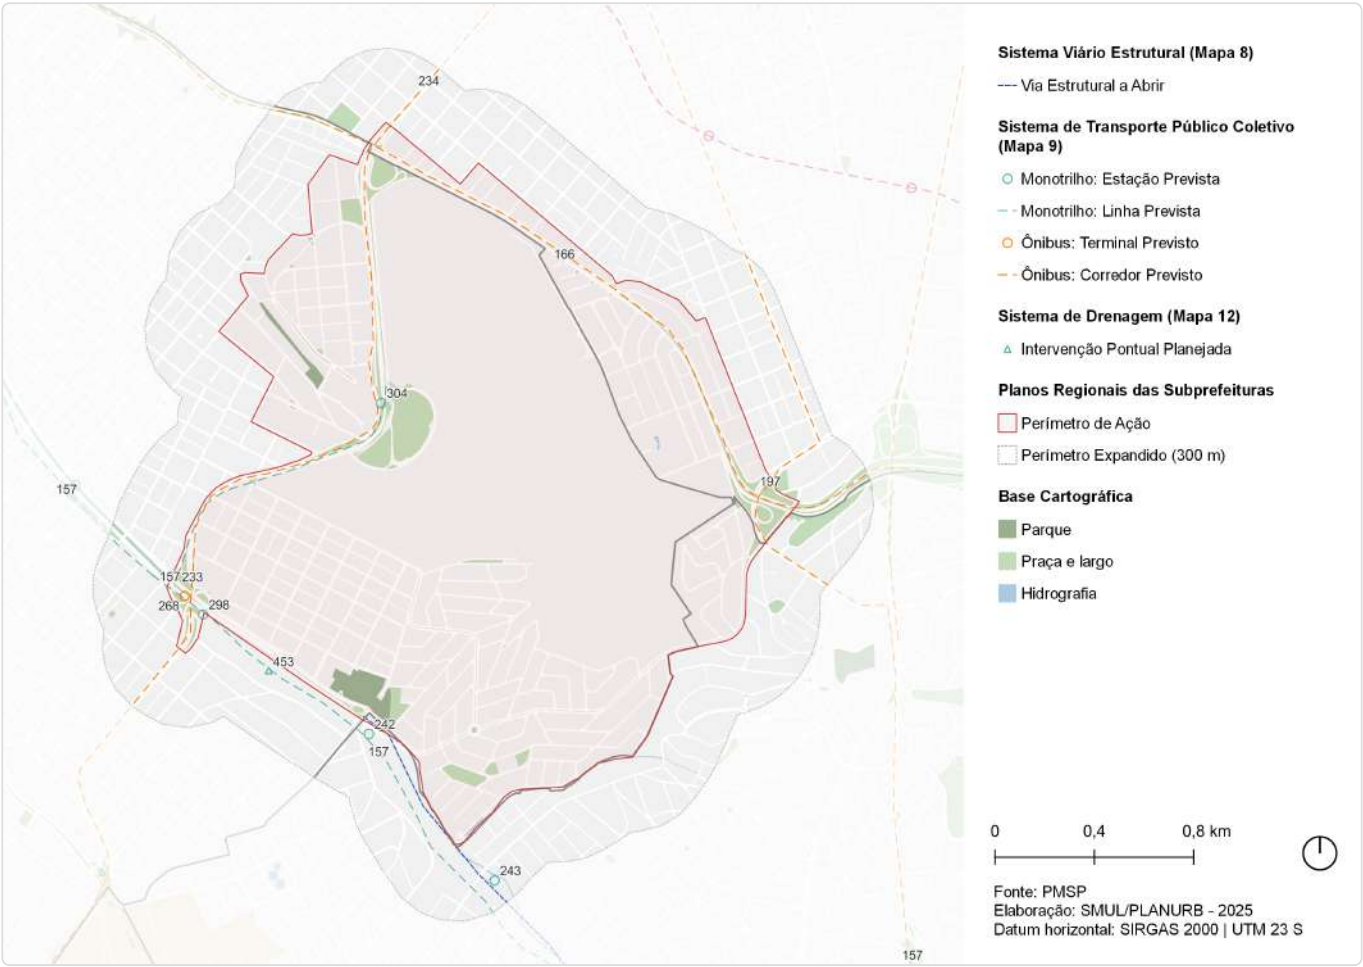 Sistema Viário Estrutural (Mapa 8)
Via Estrutural a Abrir
Sistema de Transporte Público Coletivo
(Mapa 9)
Monotrilho: Estação Prevista
Monotrilho: Linha Prevista
Ônibus: Terminal Previsto
Ônibus: Corredor Previsto
Sistema de Drenagem (Mapa 12)
Intervenção Pontual Planejada
Planos Regionais das Subprefeituras
Perímetro de Ação
Perímetro Expandido (300 m)
Base Cartográfica
Parque
Praça e largo
Hidrografia
0 0,4 0,8 km
Fonte: PMSP
Elaboração: SMUL/PLANURB - 2025
Datum horizontal: SIRGAS 2000 | UTM 23 S
234
166
304
197
157
157 233
268 298
453
242
157
243
157